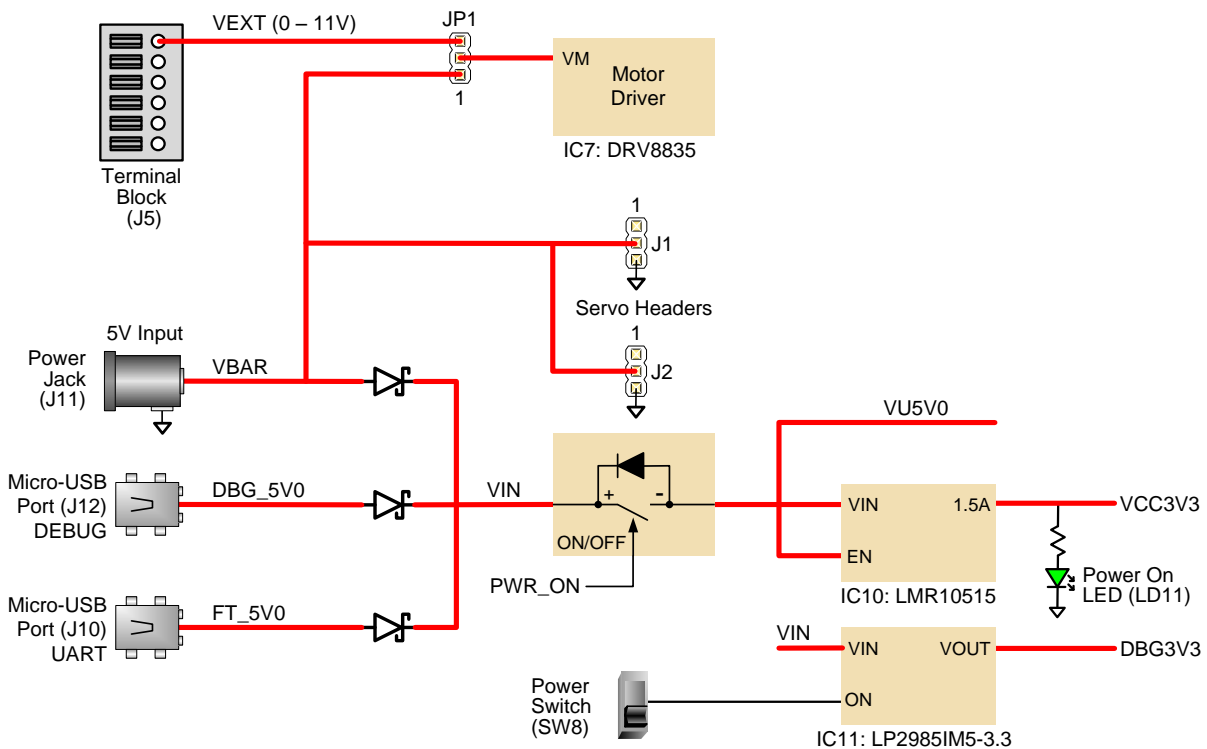 VEXT (0 – 11V)
JP1
1
VM
Motor
Driver
IC7: DRV8835
Terminal
Block
(J5)
1
J1
Servo Headers
1
J2
5V Input
Power
Jack
(J11)
VBAR
Micro-USB
Port (J12)
DEBUG
DBG_5V0
VIN
+
-
ON/OFF
PWR_ON
VU5V0
VIN
1.5A
EN
IC10: LMR10515
VCC3V3
Power On
LED (LD11)
Micro-USB
Port (J10)
UART
FT_5V0
VIN
VIN
VOUT
ON
DBG3V3
IC11: LP2985IM5-3.3
Power
Switch
(SW8)